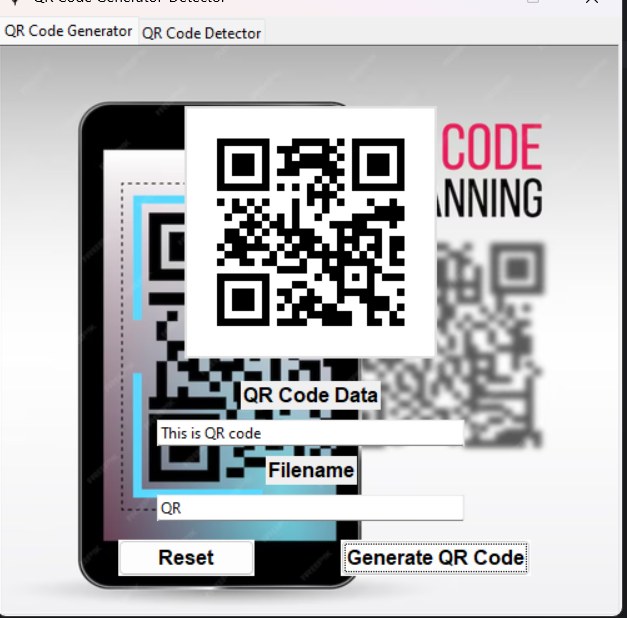 QR Code Generator-Detector
QR Code Generator
QR Code Detector
CODE
QR Code Data
This is QR code
Filename
QR
Reset
Generate QR Code